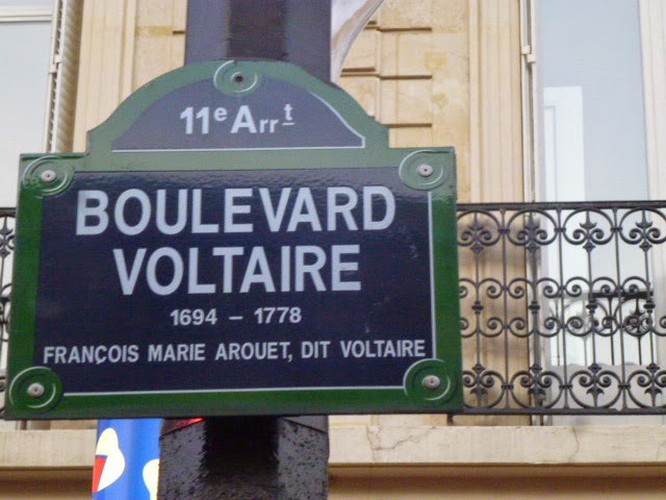 11e Arrt
BOULEVARD
VOLTAIRE
1694 – 1778
FRANÇOIS MARIE AROUET, DIT VOLTAIRE